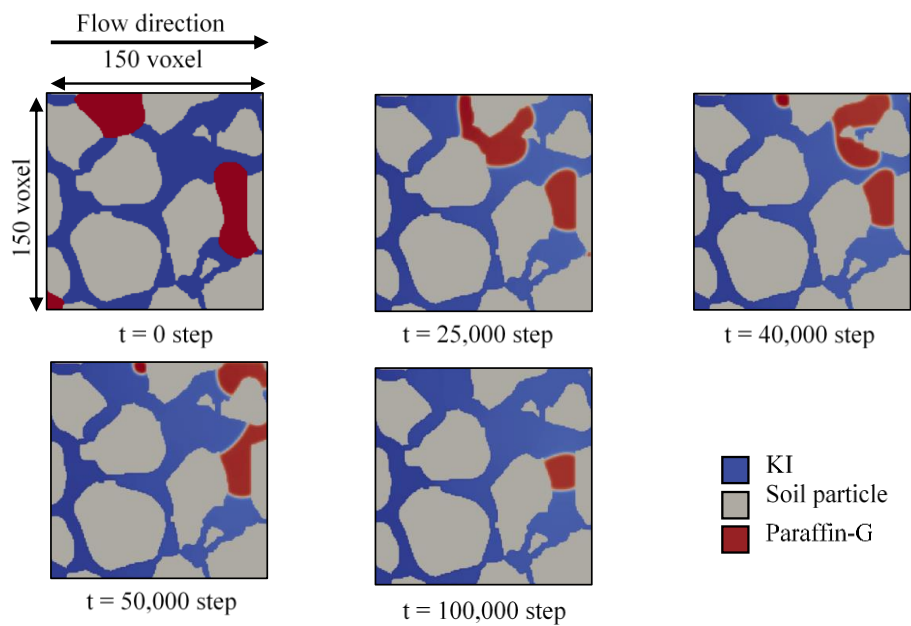 Flow direction
150 voxel
150 voxel
t = 0 step
t = 25,000 step
t = 40,000 step
t = 50,000 step
t = 100,000 step
KI
Soil particle
Paraffin-G